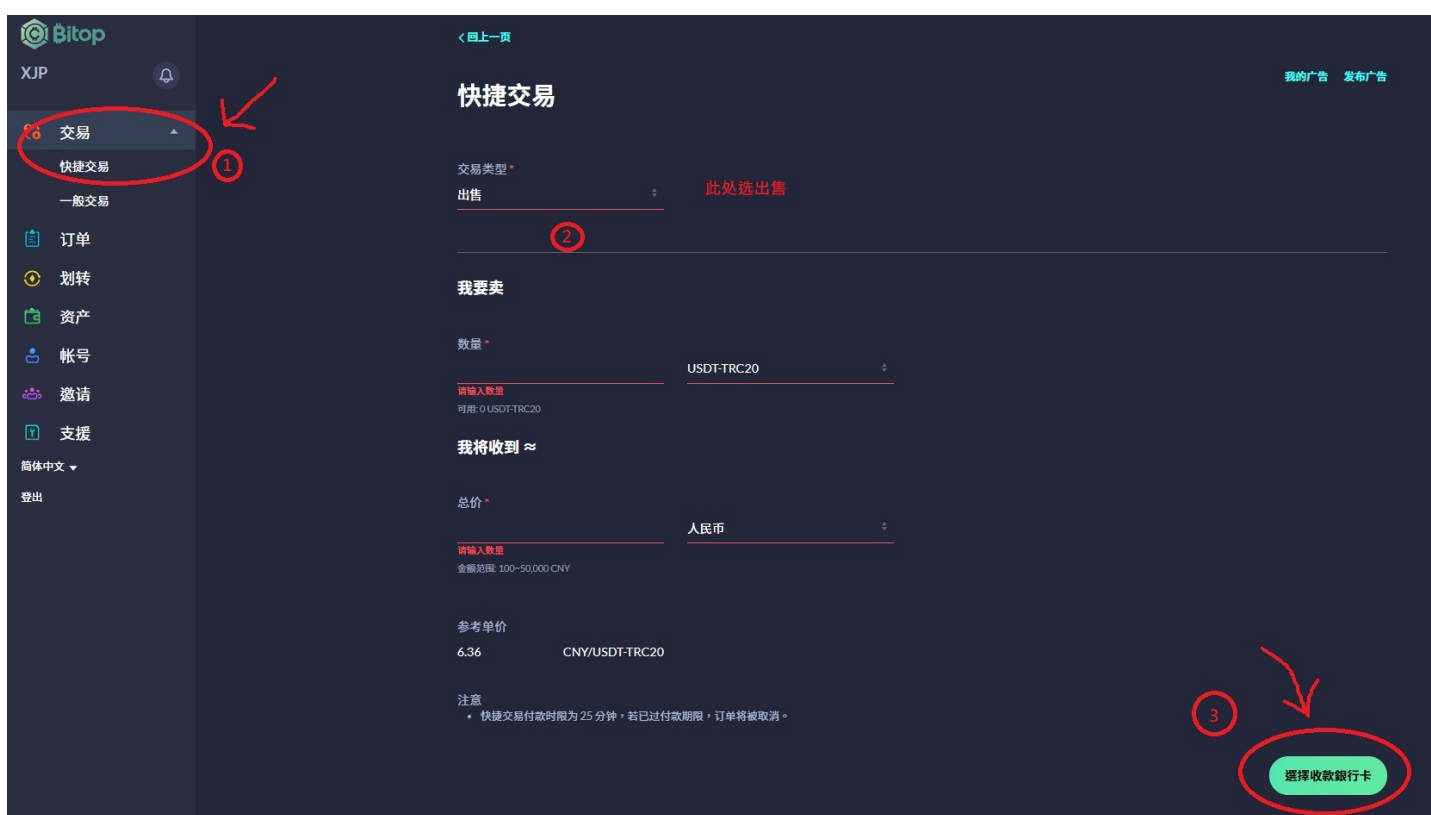 Bitop
XJP
交易
快捷交易
一般交易
订单
划转
资产
帐号
邀请
支援
简体中文
登出
1
<回上一页
快捷交易
我的广告 发布广告
交易类型*
出售
此处选出售
2
我要卖
数量*
USDT-TRC20
请输入数量
可用: 0 USDT-TRC20
我将收到 ≈
总价*
人民币
请输入数量
金额范围: 100~50,000 CNY
参考单价
6.36 CNY/USDT-TRC20
注意
• 快捷交易付款时限为 25 分钟，若已过付款期限，订单将被取消。
3
選擇收款銀行卡